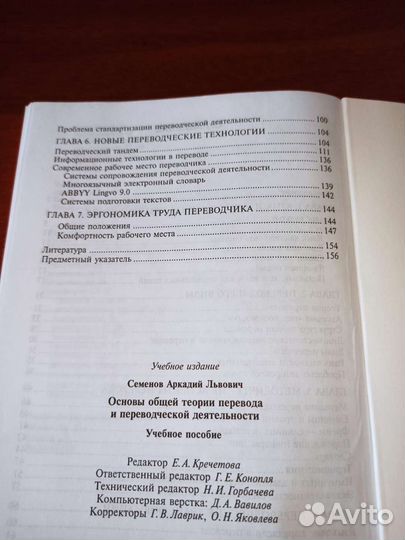 Проблема стандартизации переводческой деятельности 100
ГЛАВА 6. НОВЫЕ ПЕРЕВОДЧЕСКИЕ ТЕХНОЛОГИИ 104
Переводческий тандем 104
Информационные технологии в переводе 111
Современное рабочее место переводчика 136
Системы сопровождения переводческой деятельности 136
Многоязычный электронный словарь
ABBYY Lingvo 9.0 139
Системы подготовки текстов 142
ГЛАВА 7. ЭРГОНОМИКА ТРУДА ПЕРЕВОДЧИКА 144
Общие положения 144
Комфортность рабочего места 147
Литература 154
Предметный указатель 156
Учебное издание
Семенов Аркадий Львович
Основы общей теории перевода
и переводческой деятельности
Учебное пособие
Редактор Е. А. Кречетова
Ответственный редактор Г. Е. Конопля
Технический редактор Н. И. Горбачева
Компьютерная верстка: Д. А. Вавилов
Корректоры Г. В. Лаврик, О. Н. Яковлева
Avito